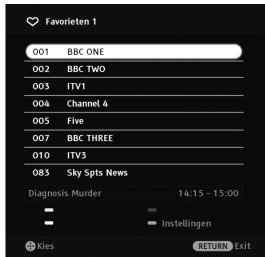 Favorieten 1
001 BBC ONE
002 BBC TWO
003 ITV1
004 Channel 4
005 Five
007 BBC THREE
010 ITV3
083 Sky Spts News
Diagnosis Murder 14:15 - 15:00
Instellingen
Kies RETURN Exit